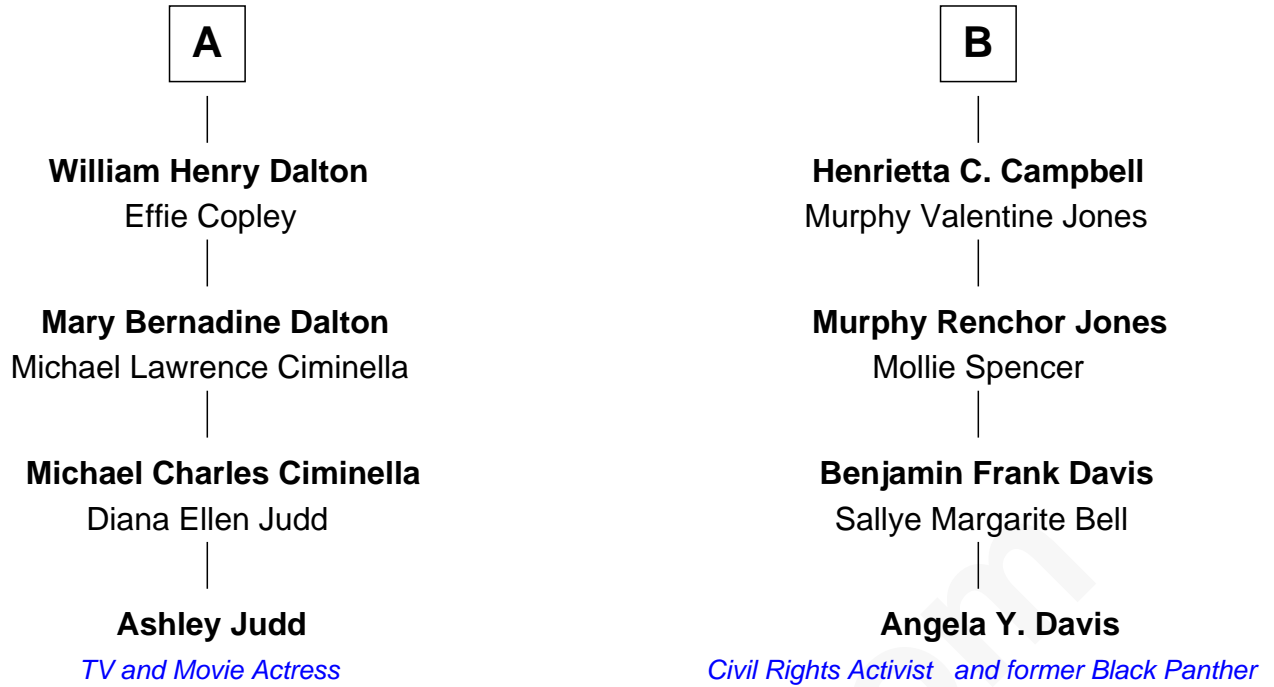 A
William Henry Dalton
Effie Copley
Mary Bernadine Dalton
Michael Lawrence Ciminella
Michael Charles Ciminella
Diana Ellen Judd
Ashley Judd
TV and Movie Actress
B
Henrietta C. Campbell
Murphy Valentine Jones
Murphy Renchor Jones
Mollie Spencer
Benjamin Frank Davis
Sallye Margarite Bell
Angela Y. Davis
Civil Rights Activist and former Black Panther